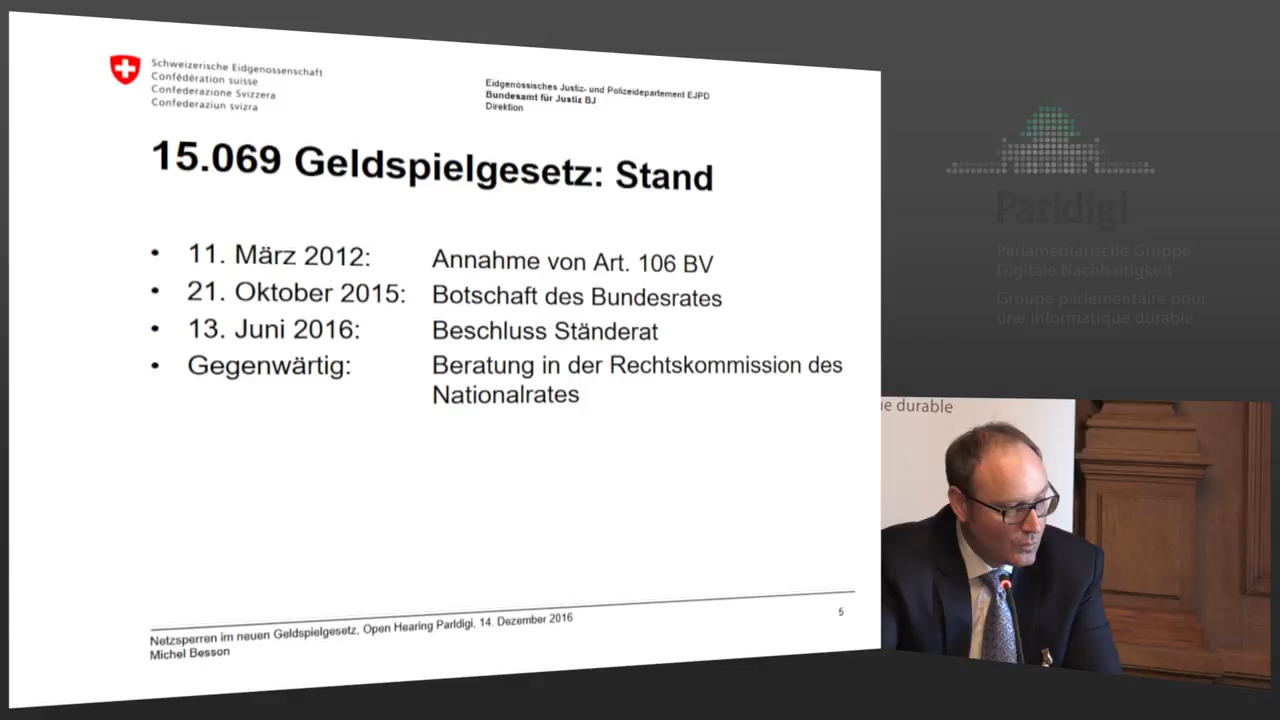 Schweizerische Eidgenossenschaft
Confédération suisse
Confederazione Svizzera
Confederaziun svizra
Eidgenössisches Justiz- und Polizeidepartement EJPD
Bundesamt für Justiz BJ
Direktion
15.069 Geldspielgesetz: Stand
• 11. März 2012: Annahme von Art. 106 BV
• 21. Oktober 2015: Botschaft des Bundesrates
• 13. Juni 2016: Beschluss Ständerat
• Gegenwärtig: Beratung in der Rechtskommission des
Nationalrates
Netzsperren im neuen Geldspielgesetz, Open Hearing Parldigi, 14. Dezember 2016
Michel Besson
5
Parldigi
Parlamentarische Gruppe
Digitale Nachhaltigkeit
Groupe parlementaire pour
une informatique durable
ue durable